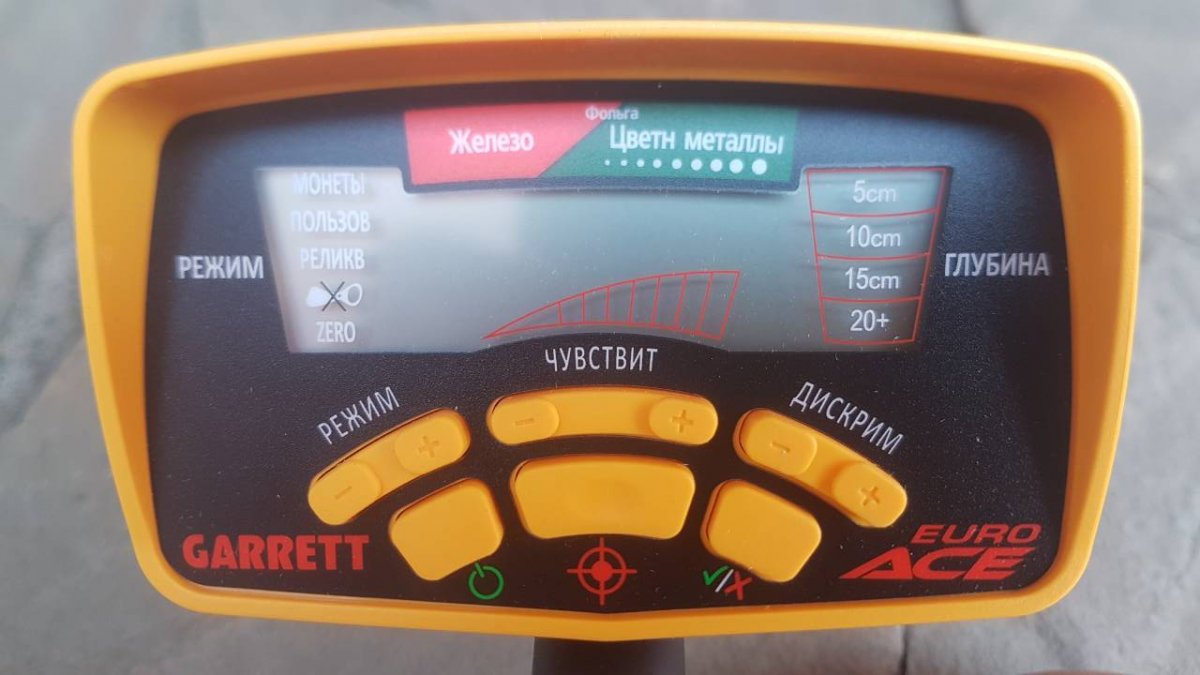 Фольга
Железо
Цветн металлы
МОНЕТЫ
ПОЛЬЗОВ
РЕЛИКВ
ZERO
РЕЖИМ
5cm
10cm
15cm
20+
ГЛУБИНА
ЧУВСТВИТ
РЕЖИМ
ДИСКРИМ
- +
- +
- +
GARRETT
EURO
ACE